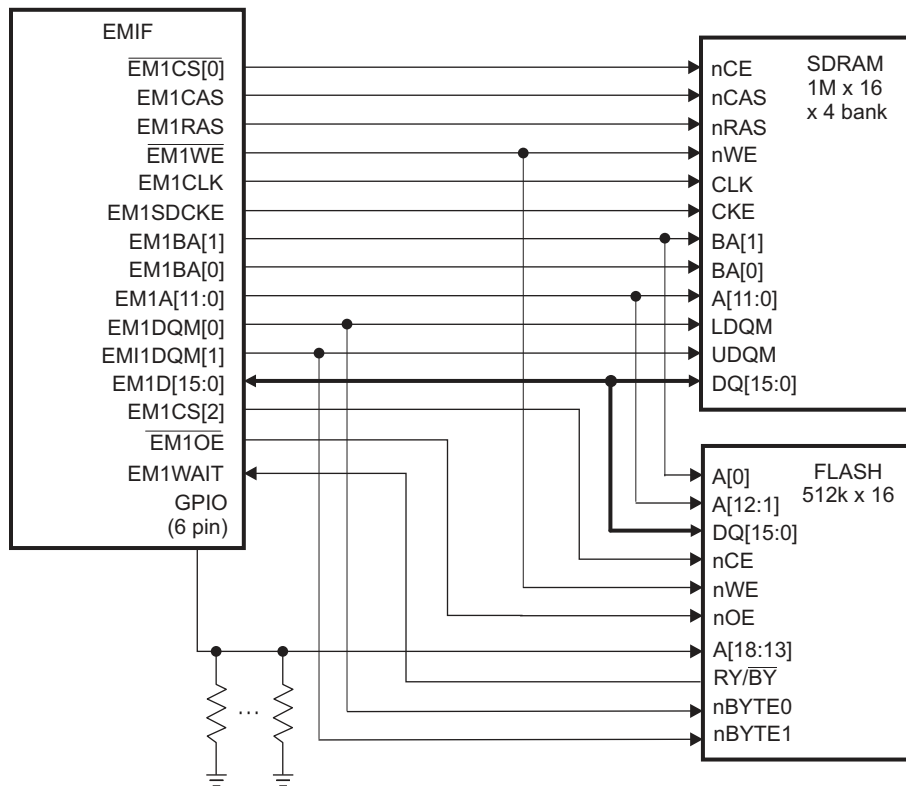 EMIF
EM1CS[0]
EM1CAS
EM1RAS
EM1WE
EM1CLK
EM1SDCKE
EM1BA[1]
EM1BA[0]
EM1A[11:0]
EM1DQM[0]
EMI1DQM[1]
EM1D[15:0]
EM1CS[2]
EM1OE
EM1WAIT
GPIO
(6 pin)
SDRAM
1M x 16
x 4 bank
nCE
nCAS
nRAS
nWE
CLK
CKE
BA[1]
BA[0]
A[11:0]
LDQM
UDQM
DQ[15:0]
FLASH
512k x 16
A[0]
A[12:1]
DQ[15:0]
nCE
nWE
nOE
A[18:13]
RY/BY
nBYTE0
nBYTE1
...